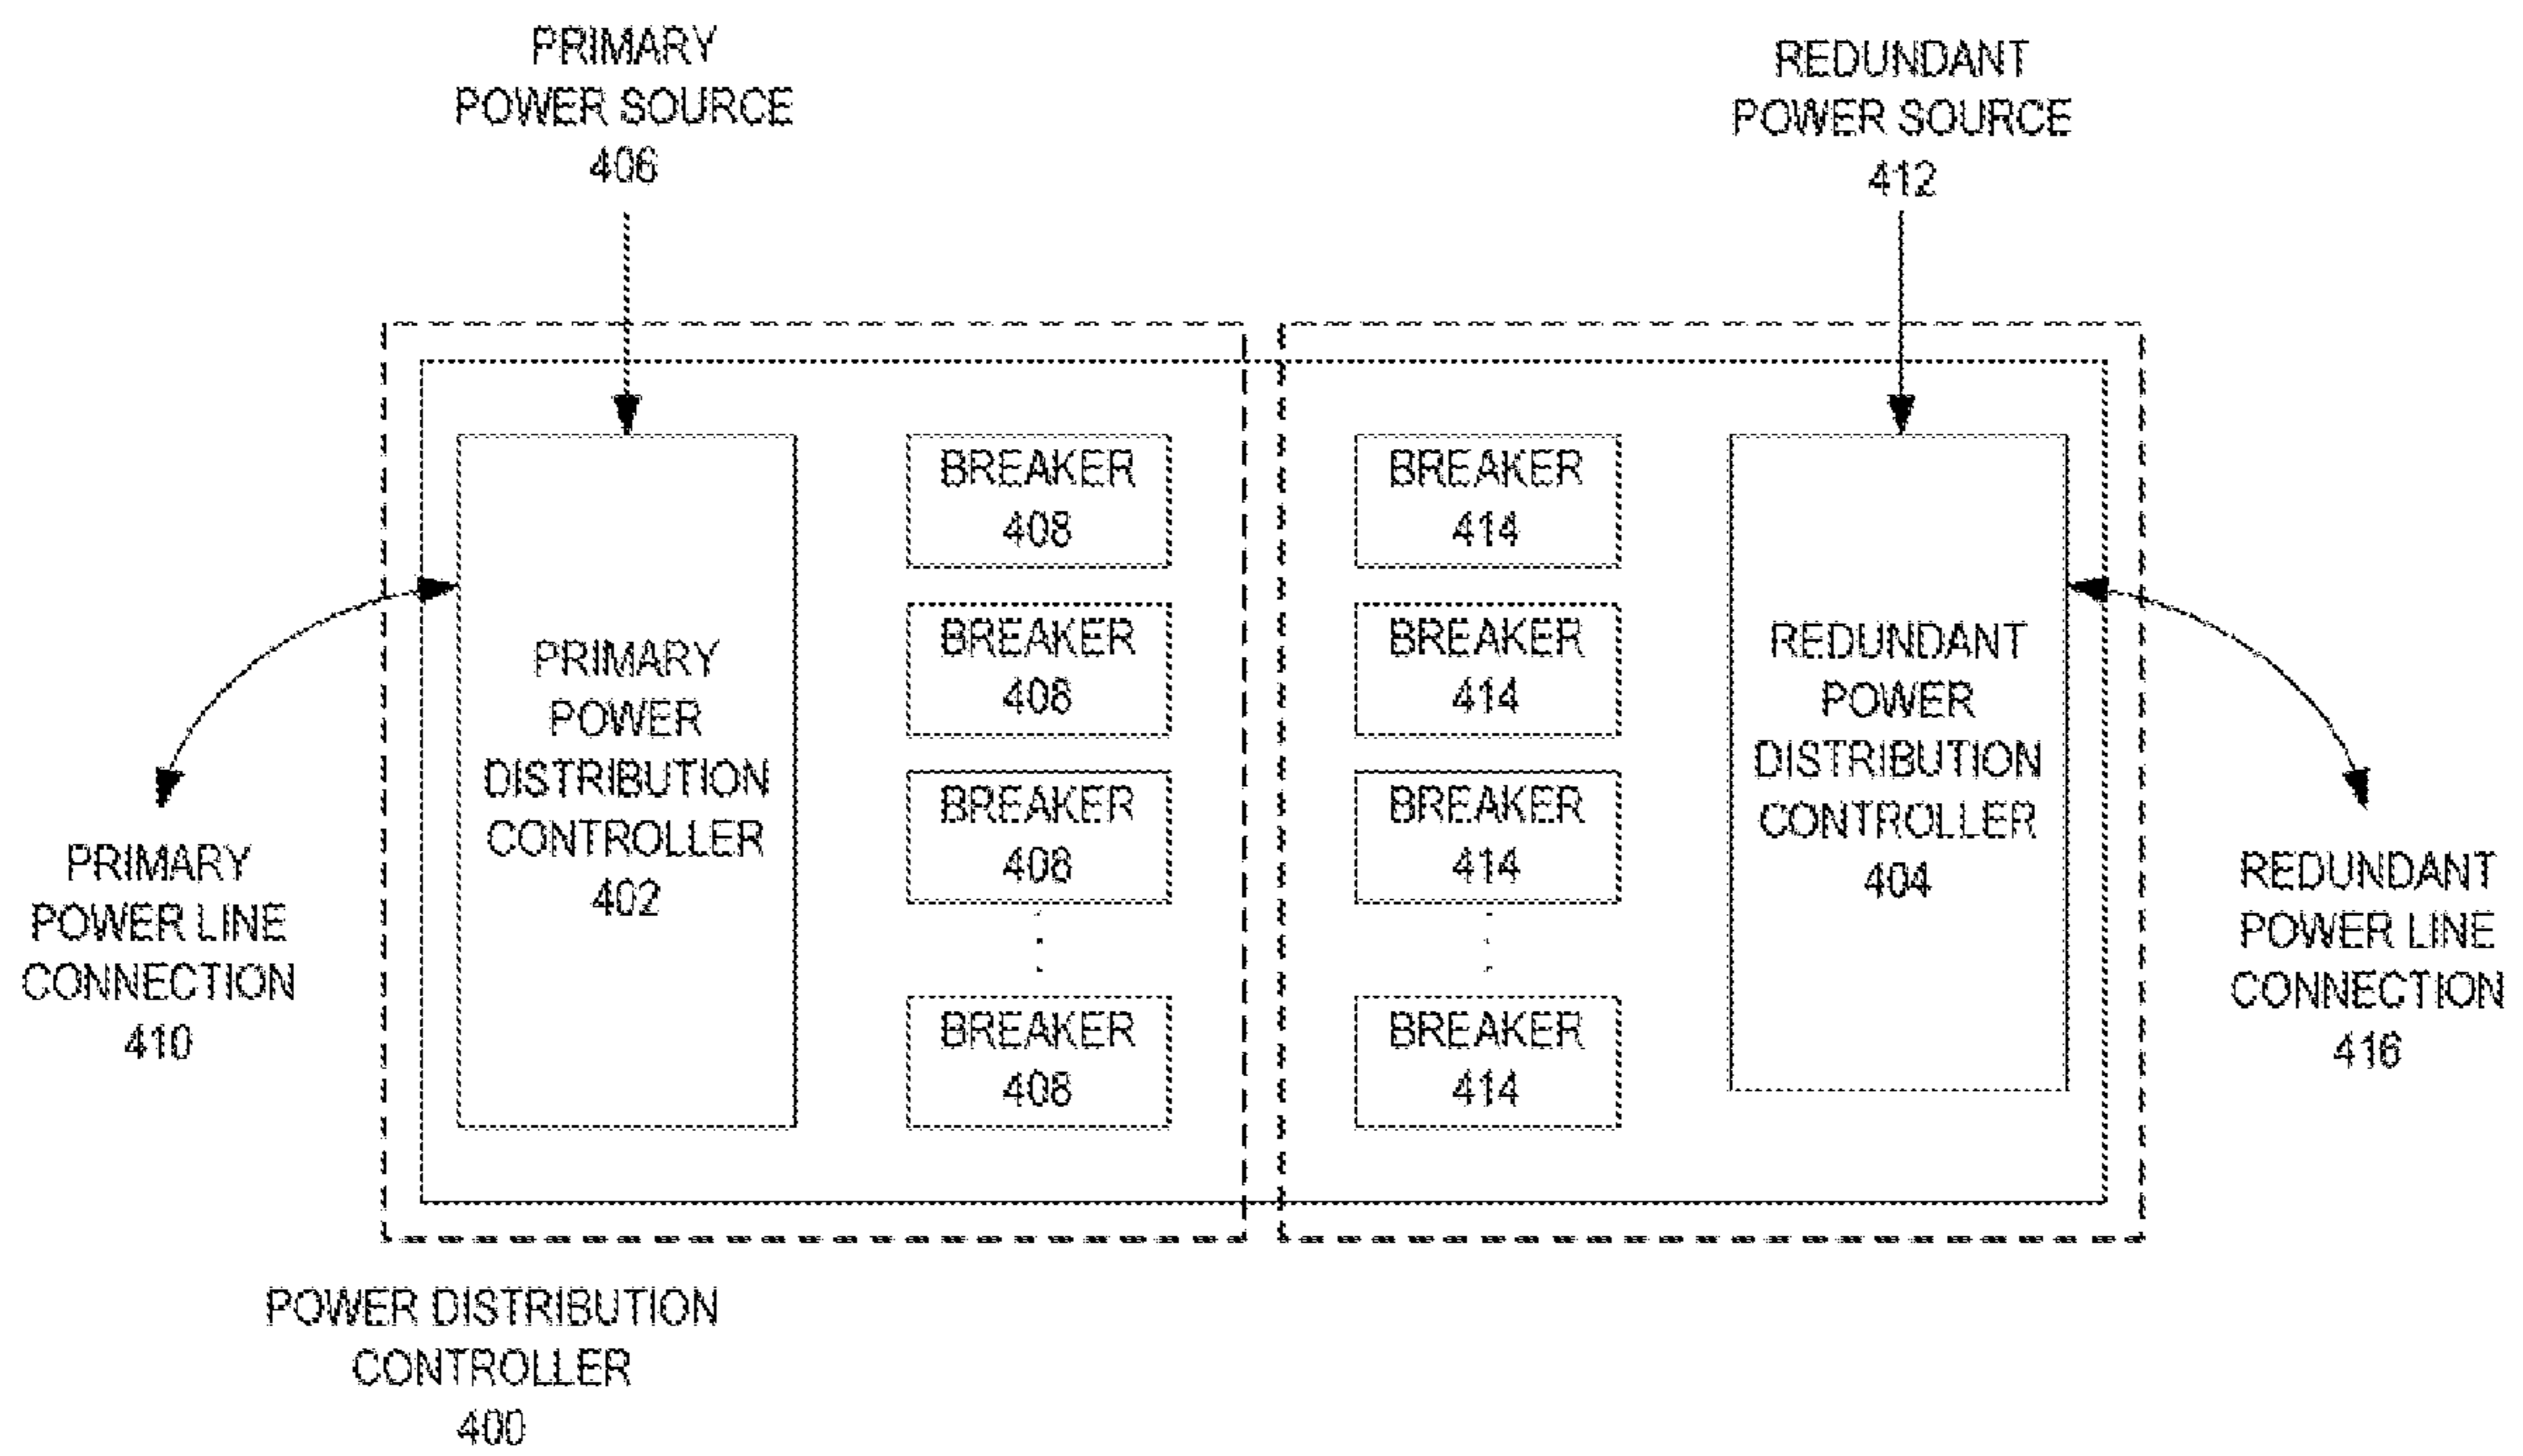 PRIMARY
POWER SOURCE
406
REDUNDANT
POWER SOURCE
412
PRIMARY
POWER LINE
CONNECTION
410
PRIMARY
POWER
DISTRIBUTION
CONTROLLER
402
BREAKER
408
BREAKER
408
BREAKER
408
BREAKER
408
BREAKER
414
BREAKER
414
BREAKER
414
BREAKER
414
REDUNDANT
POWER
DISTRIBUTION
CONTROLLER
404
REDUNDANT
POWER LINE
CONNECTION
416
POWER DISTRIBUTION
CONTROLLER
400